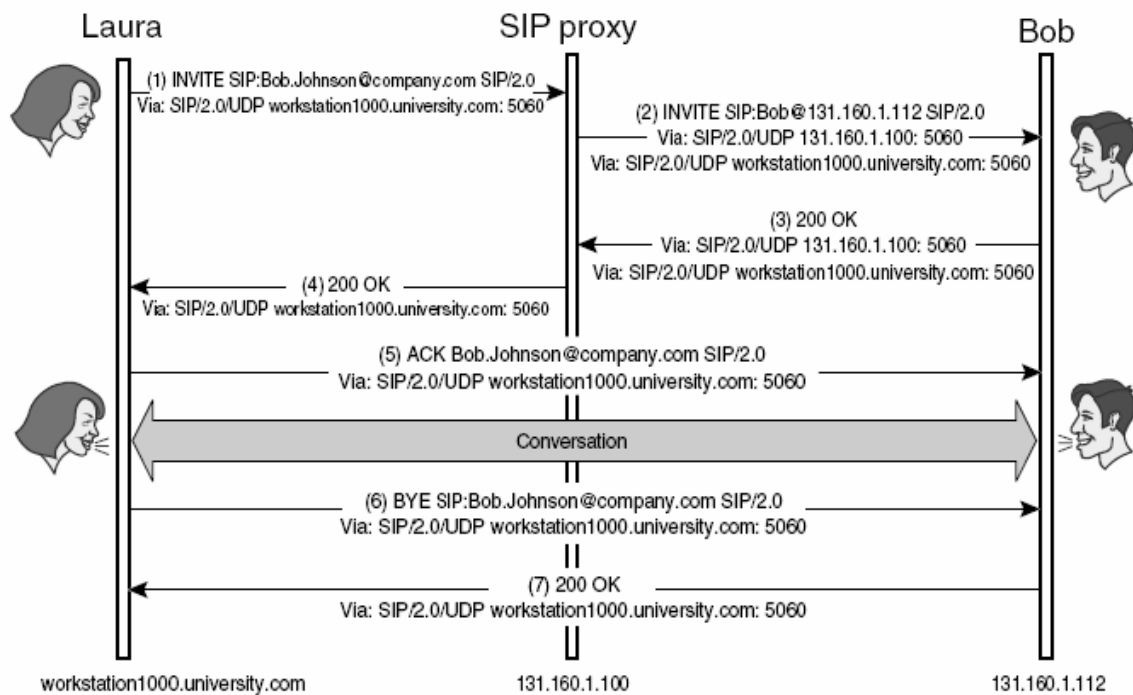 Laura
SIP proxy
Bob
(1) INVITE SIP:Bob.Johnson@company.com SIP/2.0
Via: SIP/2.0/UDP workstation1000.university.com: 5060
(2) INVITE SIP:Bob@131.160.1.112 SIP/2.0
Via: SIP/2.0/UDP 131.160.1.100: 5060
Via: SIP/2.0/UDP workstation1000.university.com: 5060
(3) 200 OK
Via: SIP/2.0/UDP 131.160.1.100: 5060
Via: SIP/2.0/UDP workstation1000.university.com: 5060
(4) 200 OK
Via: SIP/2.0/UDP workstation1000.university.com: 5060
(5) ACK Bob.Johnson@company.com SIP/2.0
Via: SIP/2.0/UDP workstation1000.university.com: 5060
Conversation
(6) BYE SIP:Bob.Johnson@company.com SIP/2.0
Via: SIP/2.0/UDP workstation1000.university.com: 5060
(7) 200 OK
Via: SIP/2.0/UDP workstation1000.university.com: 5060
workstation1000.university.com
131.160.1.100
131.160.1.112